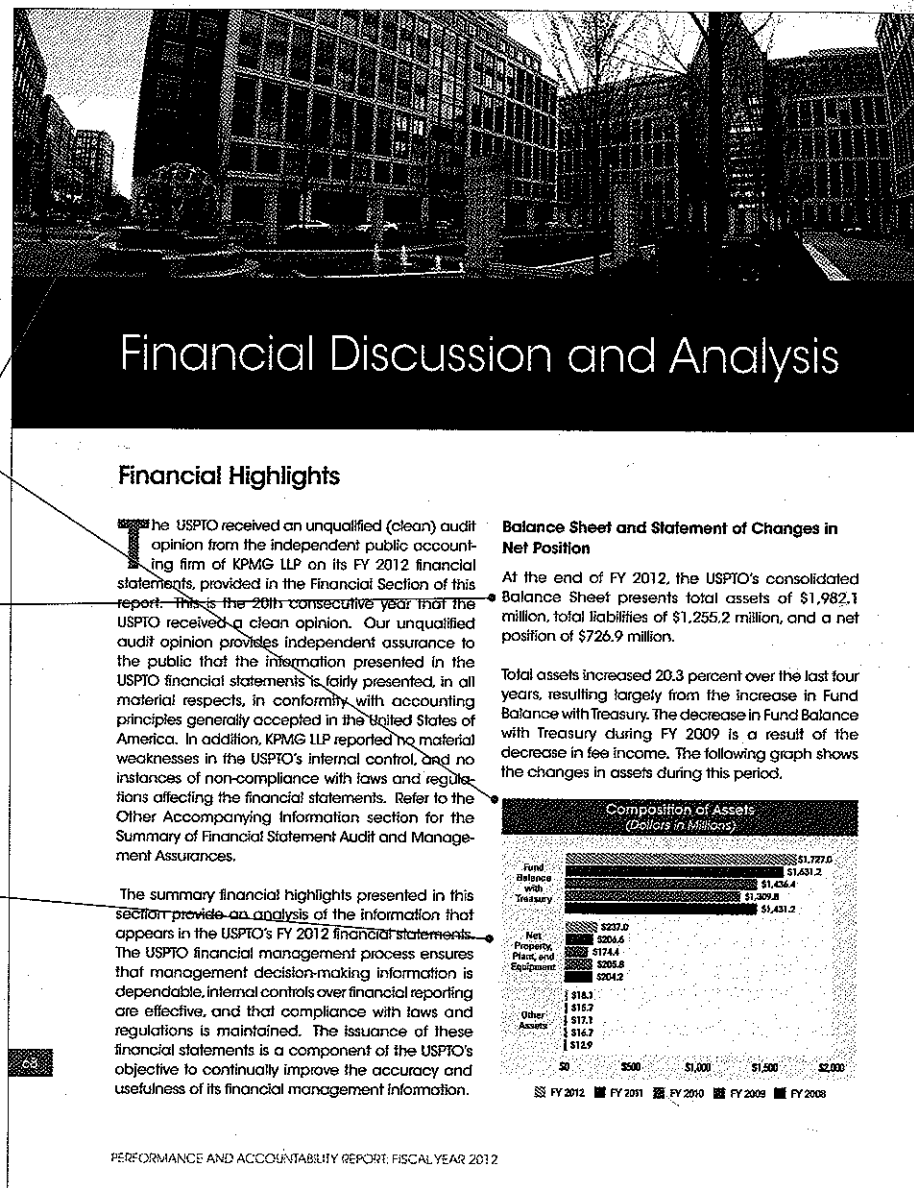 Financial Discussion and Analysis
Financial Highlights
The USPTO received an unqualified (clean) audit
opinion from the independent public account-
ing firm of KPMG LLP on its FY 2012 financial
statements, provided in the Financial Section of this
report. This is the 20th consecutive year that the
USPTO received a clean opinion. Our unqualified
audit opinion provides independent assurance to
the public that the information presented in the
USPTO financial statements is fairly presented, in all
material respects, in conformity with accounting
principles generally accepted in the United States of
America. In addition, KPMG LLP reported no material
weaknesses in the USPTO's internal control, and no
instances of non-compliance with laws and regula-
tions affecting the financial statements. Refer to the
Other Accompanying Information section for the
Summary of Financial Statement Audit and Manage-
ment Assurances.
The summary financial highlights presented in this
section provide an analysis of the information that
appears in the USPTO's FY 2012 financial statements.
The USPTO financial management process ensures
that management decision-making information is
dependable, internal controls over financial reporting
are effective, and that compliance with laws and
regulations is maintained. The issuance of these
financial statements is a component of the USPTO's
objective to continually improve the accuracy and
usefulness of its financial management information.
Balance Sheet and Statement of Changes in
Net Position
At the end of FY 2012, the USPTO's consolidated
Balance Sheet presents total assets of $1,982.1
million, total liabilities of $1,255.2 million, and a net
position of $726.9 million.
Total assets increased 20.3 percent over the last four
years, resulting largely from the increase in Fund
Balance with Treasury. The decrease in Fund Balance
with Treasury during FY 2009 is a result of the
decrease in fee income. The following graph shows
the changes in assets during this period.
Composition of Assets
(Dollars in Millions)
Fund
Balance
with
Treasury
$1,727.0
$1,631.2
$1,436.4
$1,309.8
$1,431.2
Net
Property,
Plant, and
Equipment
$237.0
$206.6
$174.4
$205.8
$204.2
Other
Assets
$18.1
$15.7
$17.1
$16.7
$12.9
$0 $500 $1,000 $1,500 $2,000
FY 2012 FY 2011 FY 2010 FY 2009 FY 2008
PERFORMANCE AND ACCOUNTABILITY REPORT: FISCAL YEAR 2012